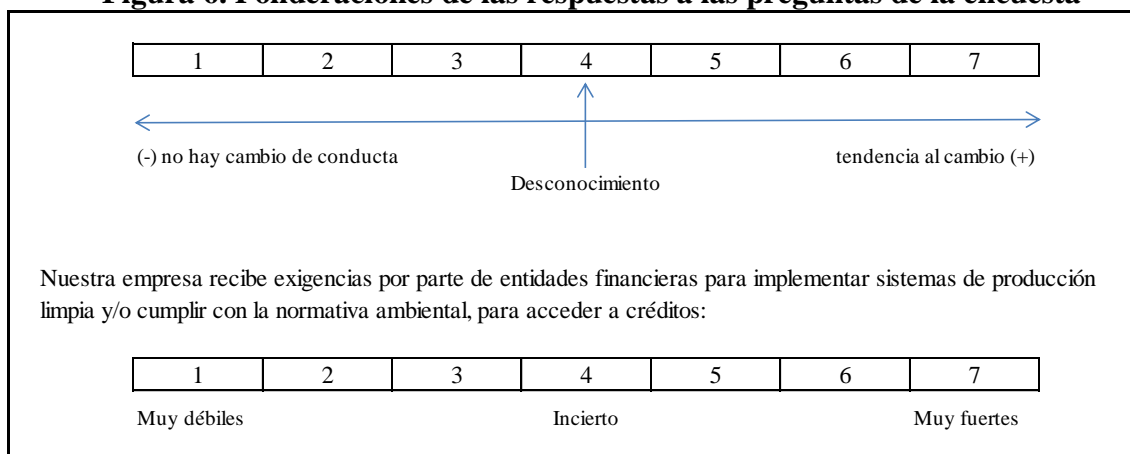 Figura 6. Ponderaciones de las respuestas a las preguntas de la encuesta
1 2 3 4 5 6 7
(-) no hay cambio de conducta tendencia al cambio (+)
Desconocimiento
Nuestra empresa recibe exigencias por parte de entidades financieras para implementar sistemas de producción
limpia y/o cumplir con la normativa ambiental, para acceder a créditos:
1 2 3 4 5 6 7
Muy débiles Incierto Muy fuertes